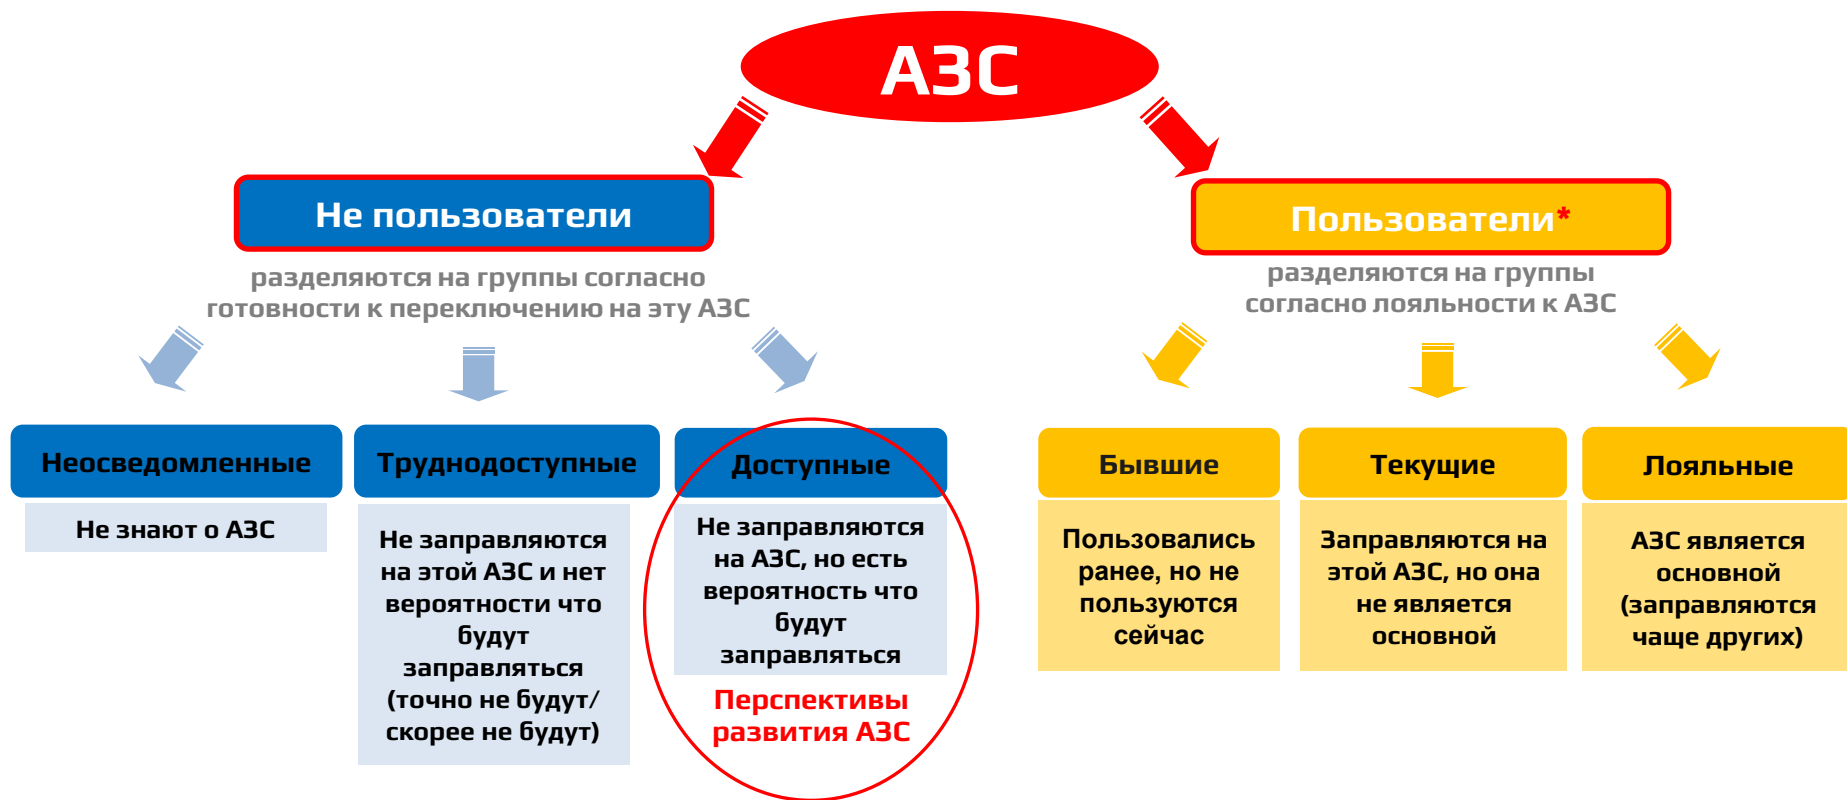 АЗС
Не пользователи
разделяются на группы согласно
готовности к переключению на эту АЗС
Неосведомленные
Не знают о АЗС
Труднодоступные
Не заправляются
на этой АЗС и нет
вероятности что
будут
заправляться
(точно не будут/
скорее не будут)
Доступные
Не заправляются
на АЗС, но есть
вероятность что
будут
заправляться
Перспективы
развития АЗС
Пользователи*
разделяются на группы
согласно лояльности к АЗС
Бывшие
Пользовались
ранее, но не
пользуются
сейчас
Текущие
Заправляются на
этой АЗС, но она
не является
основной
Лояльные
АЗС является
основной
(заправляются
чаще других)